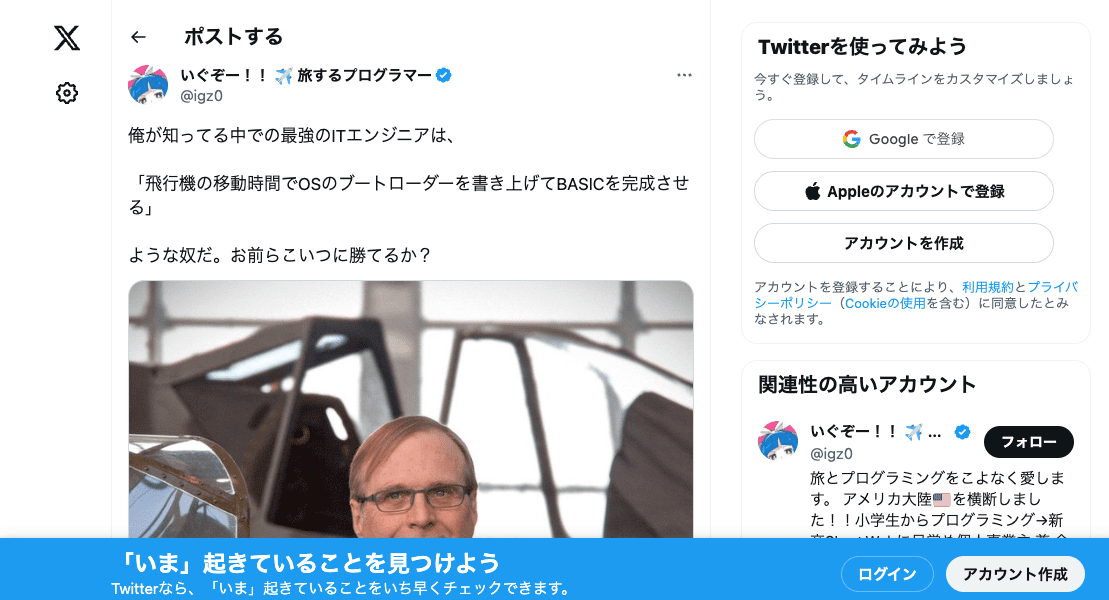 ポストする
いぐぞー！！ ✈️ 旅するプログラマー
@igz0
俺が知ってる中での最強のITエンジニアは、
「飛行機の移動時間でOSのブートローダーを書き上げてBASICを完成させ
る」
ような奴だ。お前らこいつに勝てるか？
Twitterを使ってみよう
今すぐ登録して、タイムラインをカスタマイズしましょ
う。
Google で登録
Appleのアカウントで登録
アカウントを作成
アカウントを登録することにより、利用規約とプライバ
シーポリシー（Cookieの使用を含む）に同意したとみ
なされます。
関連性の高いアカウント
いぐぞー！！ ✈️ ...
@igz0
フォロー
旅とプログラミングをこよなく愛しま
す。 アメリカ大陸🇺🇸を横断しまし
た！！小学生からプログラミング→新
「いま」起きていることを見つけよう
Twitterなら、「いま」起きていることをいち早くチェックできます。
ログイン
アカウント作成